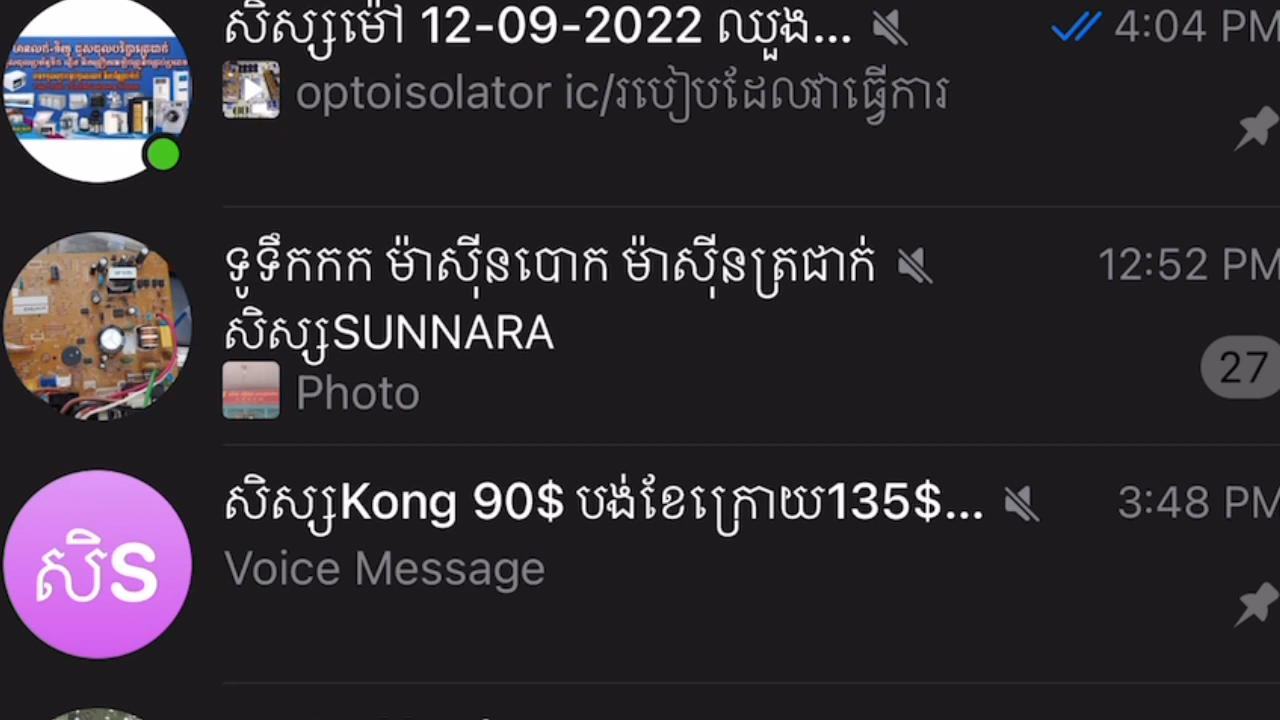 សិស្សម៉ៅ 12-09-2022 ឈួង... 4:04 PM
optoisolator ic/របៀបដែលវាធ្វើការ
ទូទឹកកក ម៉ាស៊ីនបោក ម៉ាស៊ីនត្រជាក់ 12:52 PM
សិស្សSUNNARA
Photo 27
សិស្សKong 90$ បង់ខែក្រោយ135$... 3:48 PM
សិS
Voice Message